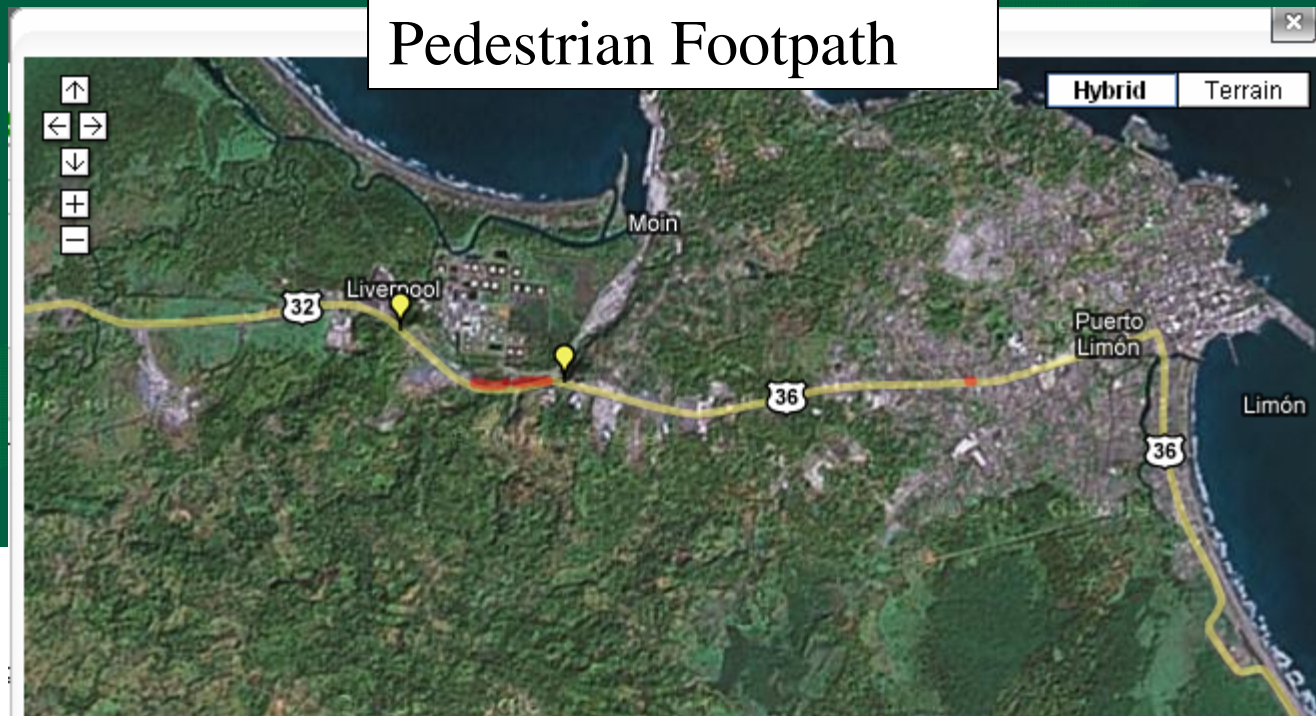 Pedestrian Footpath
Hybrid
Terrain
Moin
Liverpool
32
Puerto
Limón
36
Limón
36